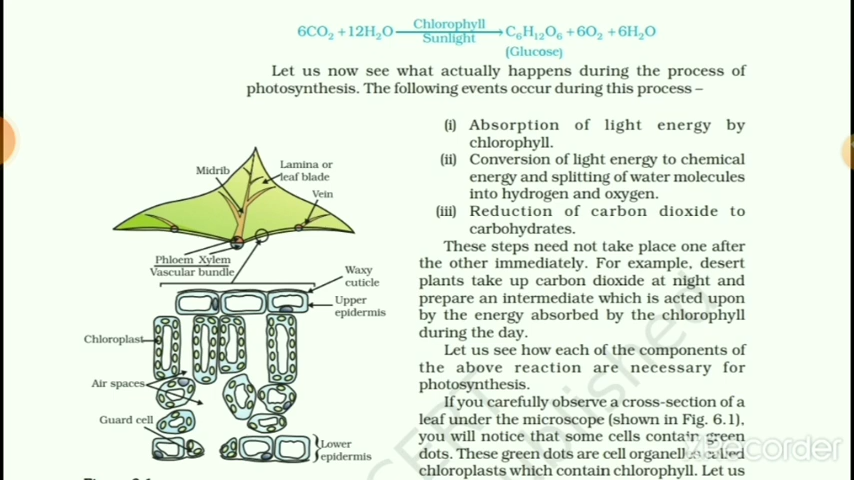 6CO2 +12H2O Chlorophyll Sunlight C6H12O6 + 6O2 + 6H2O
(Glucose)
Let us now see what actually happens during the process of
photosynthesis. The following events occur during this process –
(i) Absorption of light energy by
chlorophyll.
(ii) Conversion of light energy to chemical
energy and splitting of water molecules
into hydrogen and oxygen.
(iii) Reduction of carbon dioxide to
carbohydrates.
These steps need not take place one after
the other immediately. For example, desert
plants take up carbon dioxide at night and
prepare an intermediate which is acted upon
by the energy absorbed by the chlorophyll
during the day.
Let us see how each of the components of
the above reaction are necessary for
photosynthesis.
If you carefully observe a cross-section of a
leaf under the microscope (shown in Fig. 6.1),
you will notice that some cells contain green
dots. These green dots are cell organelles called
chloroplasts which contain chlorophyll. Let us
Midrib
Lamina or
leaf blade
Vein
Phloem Xylem
Vascular bundle
Waxy
cuticle
Upper
epidermis
Chloroplast
Air spaces
Guard cell
Lower
epidermis
Recorder